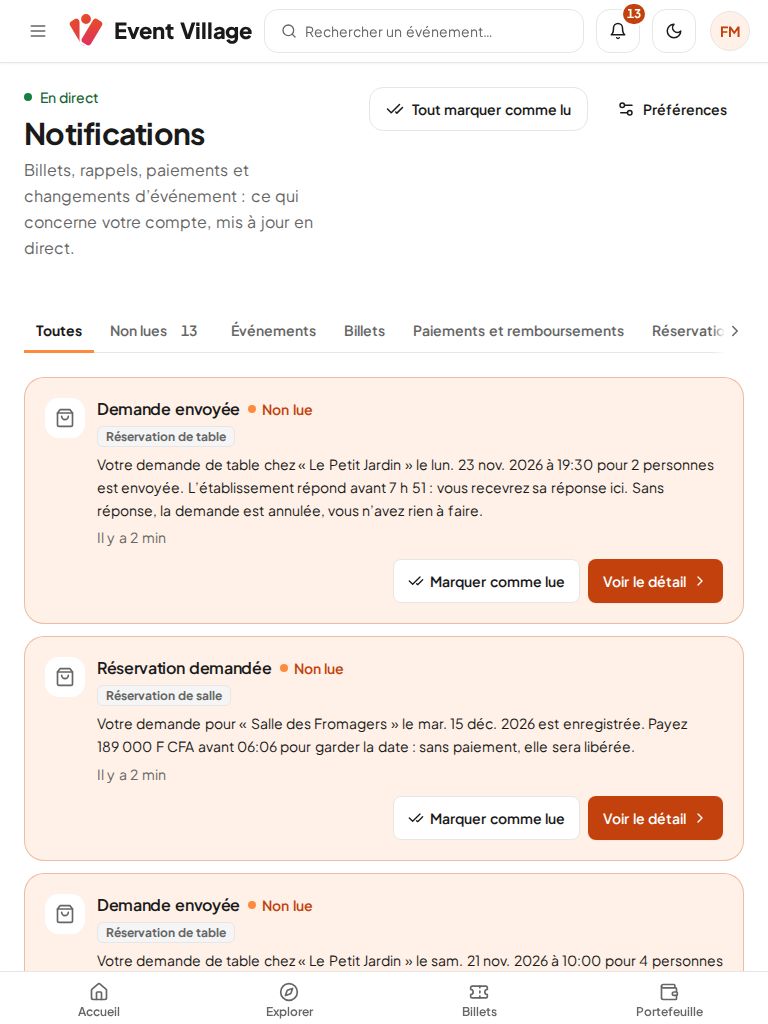 Event Village
Rechercher un événement…
13
FM
En direct
Notifications
Billets, rappels, paiements et
changements d’événement : ce qui
concerne votre compte, mis à jour en
direct.
Tout marquer comme lu
Préférences
Toutes
Non lues 13
Événements
Billets
Paiements et remboursements
Réservatio
Demande envoyée
Non lue
Réservation de table
Votre demande de table chez « Le Petit Jardin » le lun. 23 nov. 2026 à 19:30 pour 2 personnes
est envoyée. L’établissement répond avant 7 h 51 : vous recevrez sa réponse ici. Sans
réponse, la demande est annulée, vous n’avez rien à faire.
Il y a 2 min
Marquer comme lue
Voir le détail
Réservation demandée
Non lue
Réservation de salle
Votre demande pour « Salle des Fromagers » le mar. 15 déc. 2026 est enregistrée. Payez
189 000 F CFA avant 06:06 pour garder la date : sans paiement, elle sera libérée.
Il y a 2 min
Marquer comme lue
Voir le détail
Demande envoyée
Non lue
Réservation de table
Votre demande de table chez « Le Petit Jardin » le sam. 21 nov. 2026 à 10:00 pour 4 personnes
Accueil
Explorer
Billets
Portefeuille